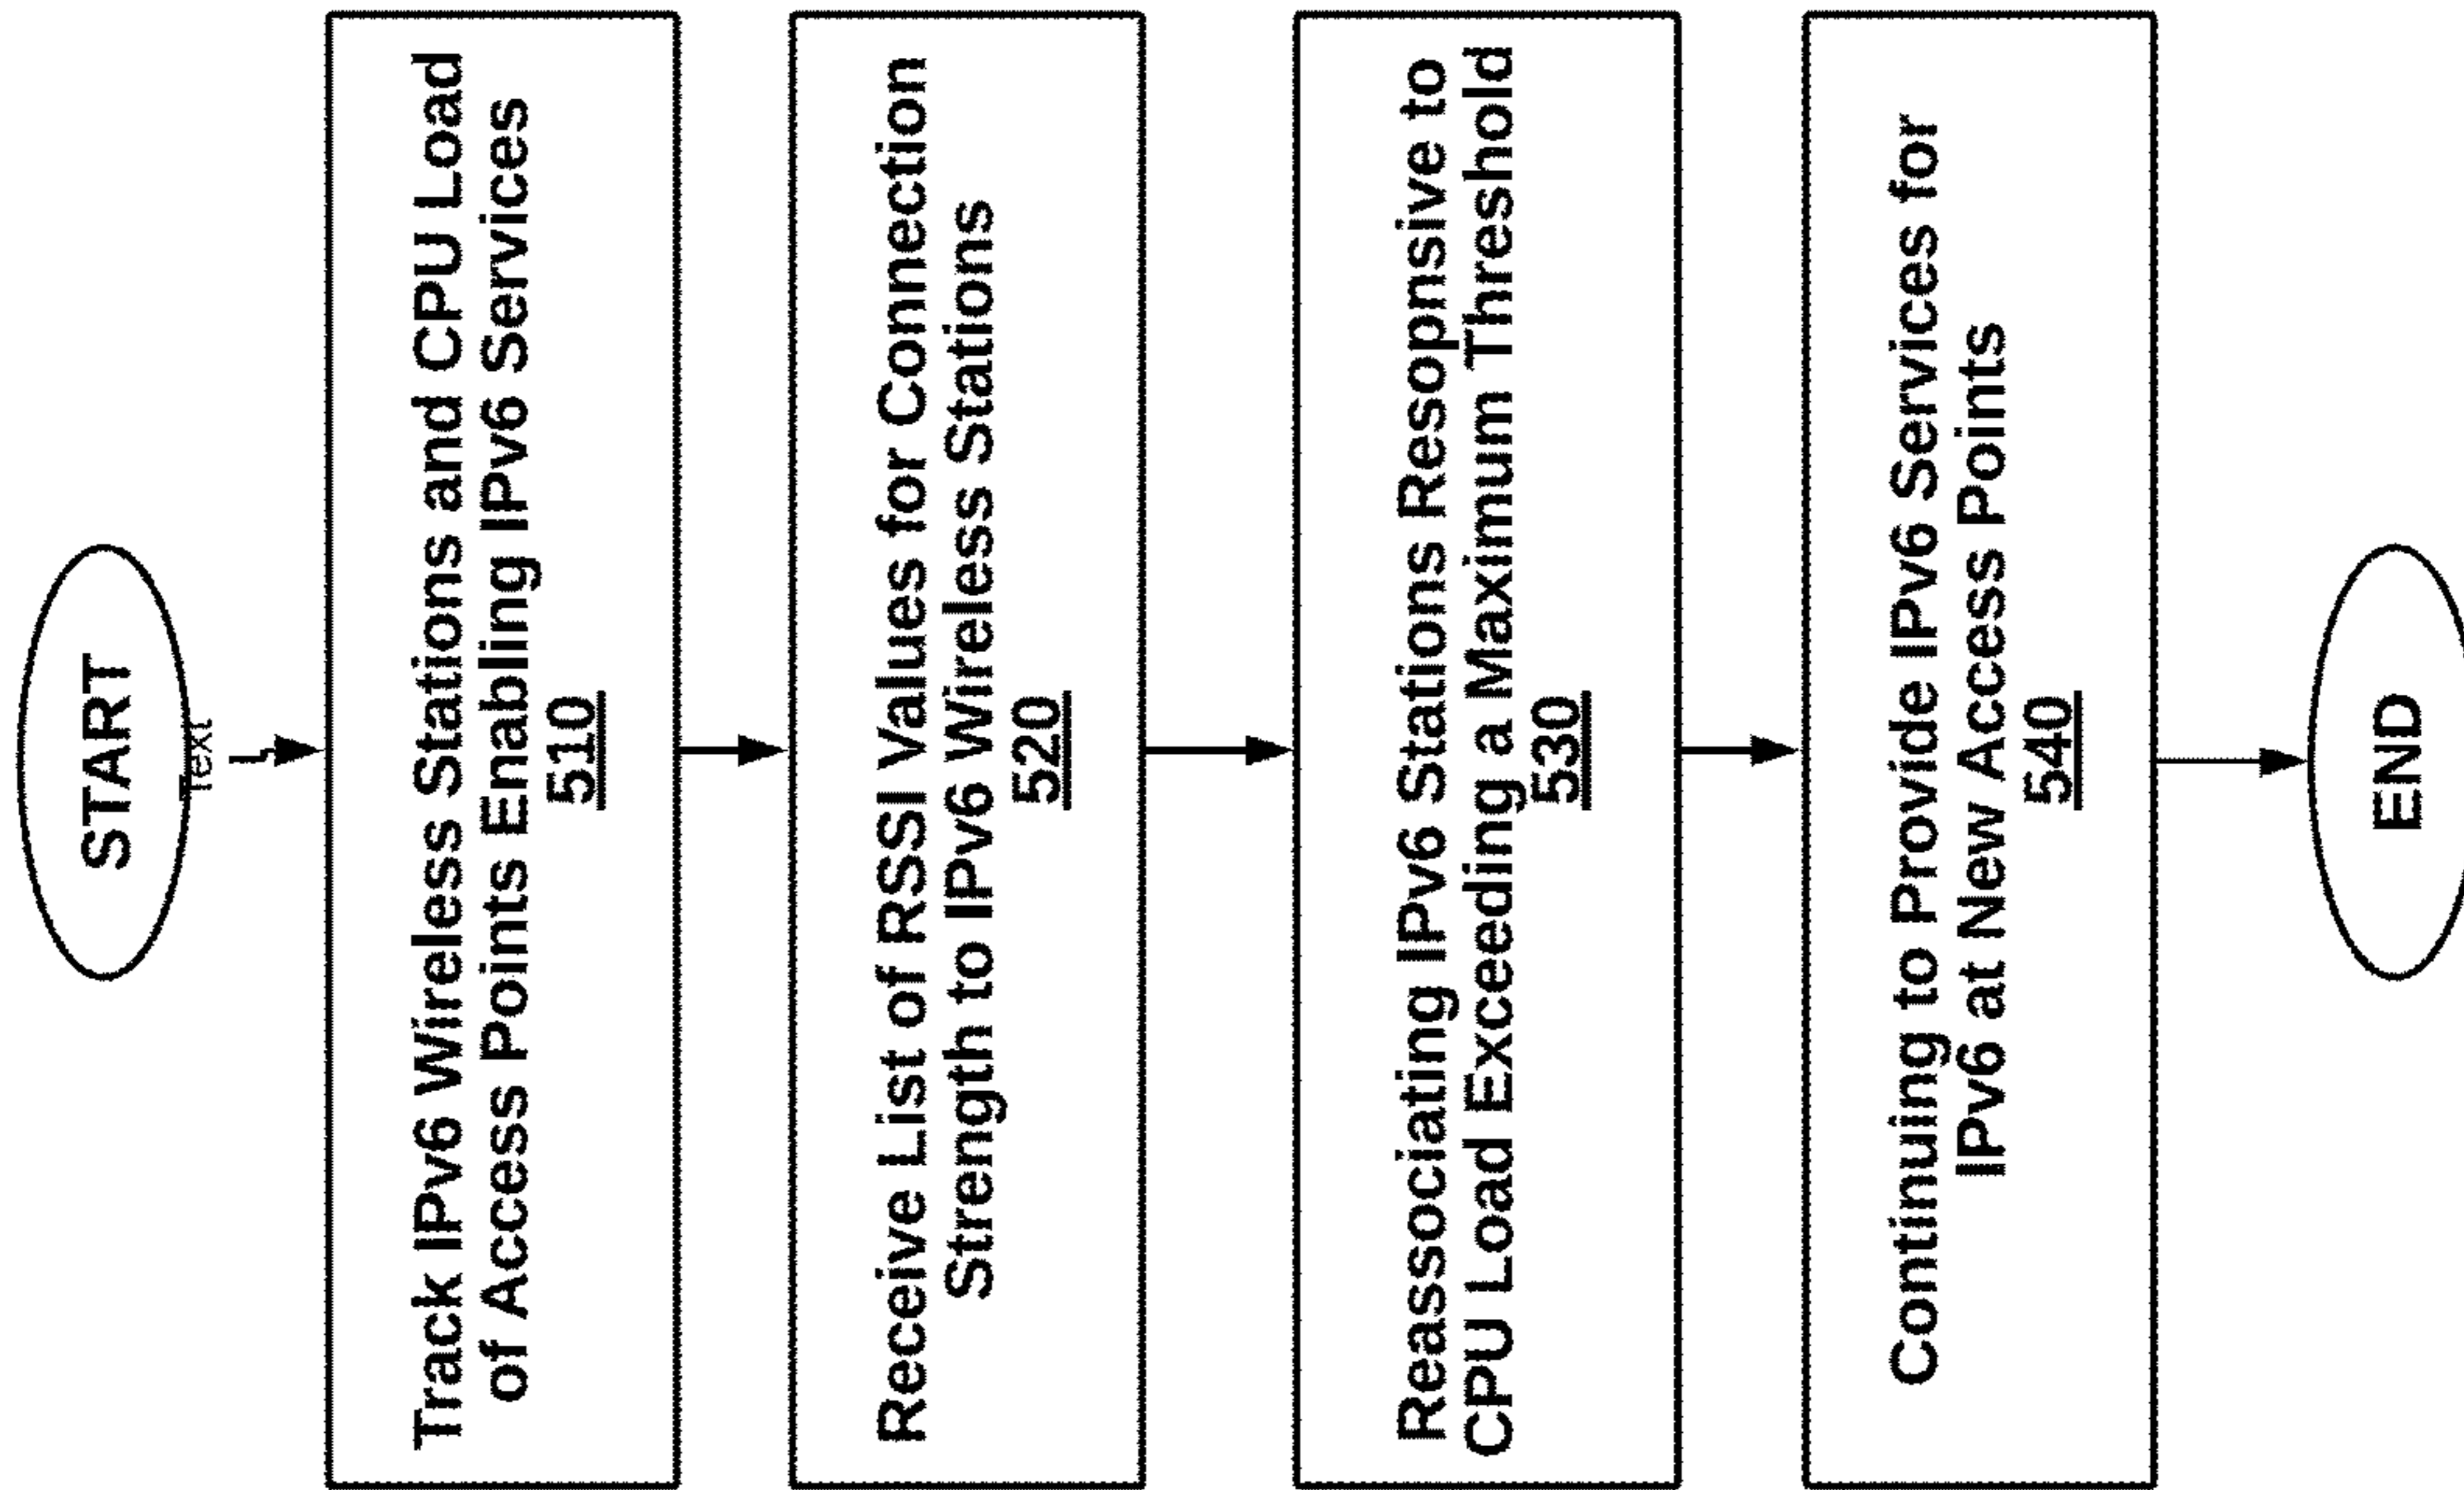 START
Text
Track IPv6 Wireless Stations and CPU Load
of Access Points Enabling IPv6 Services
510
Receive List of RSSI Values for Connection
Strength to IPv6 Wireless Stations
520
Reassociating IPv6 Stations Resopnsive to
CPU Load Exceeding a Maximum Threshold
530
Continuing to Provide IPv6 Services for
IPv6 at New Access Points
540
END